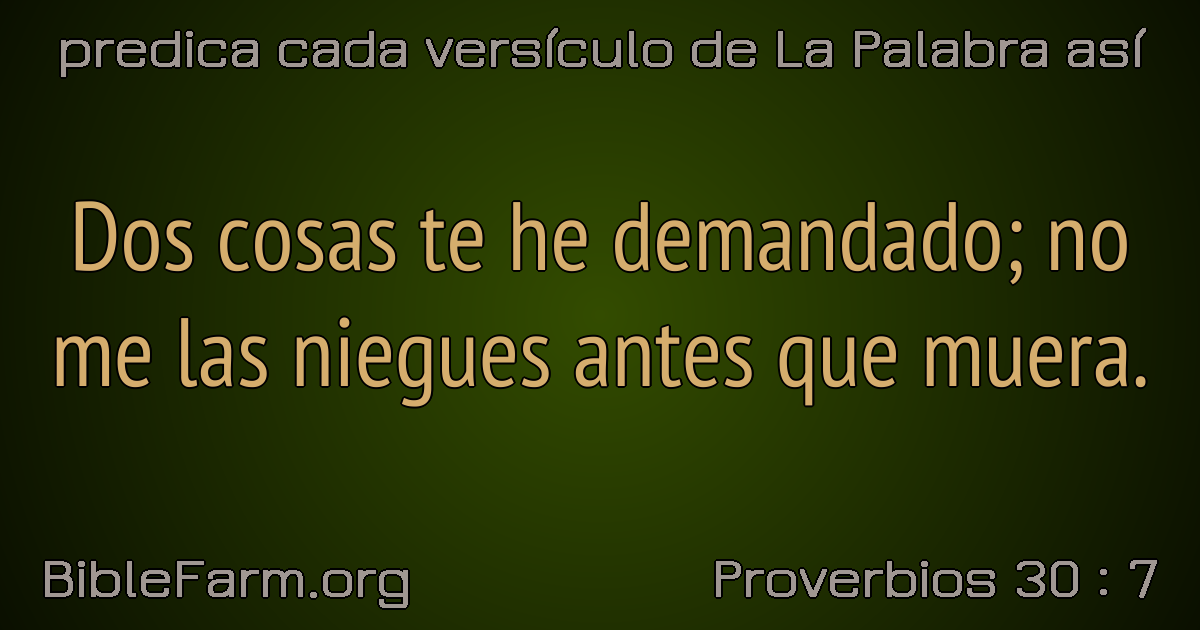 predica cada versículo de La Palabra así
Dos cosas te he demandado; no
me las niegues antes que muera.
BibleFarm.org
Proverbios 30 : 7